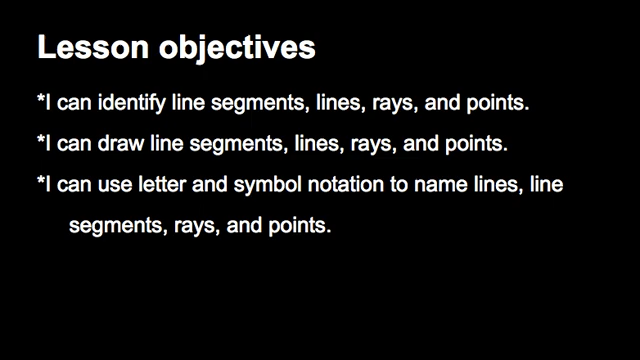 Lesson objectives
*I can identify line segments, lines, rays, and points.
*I can draw line segments, lines, rays, and points.
*I can use letter and symbol notation to name lines, line
segments, rays, and points.